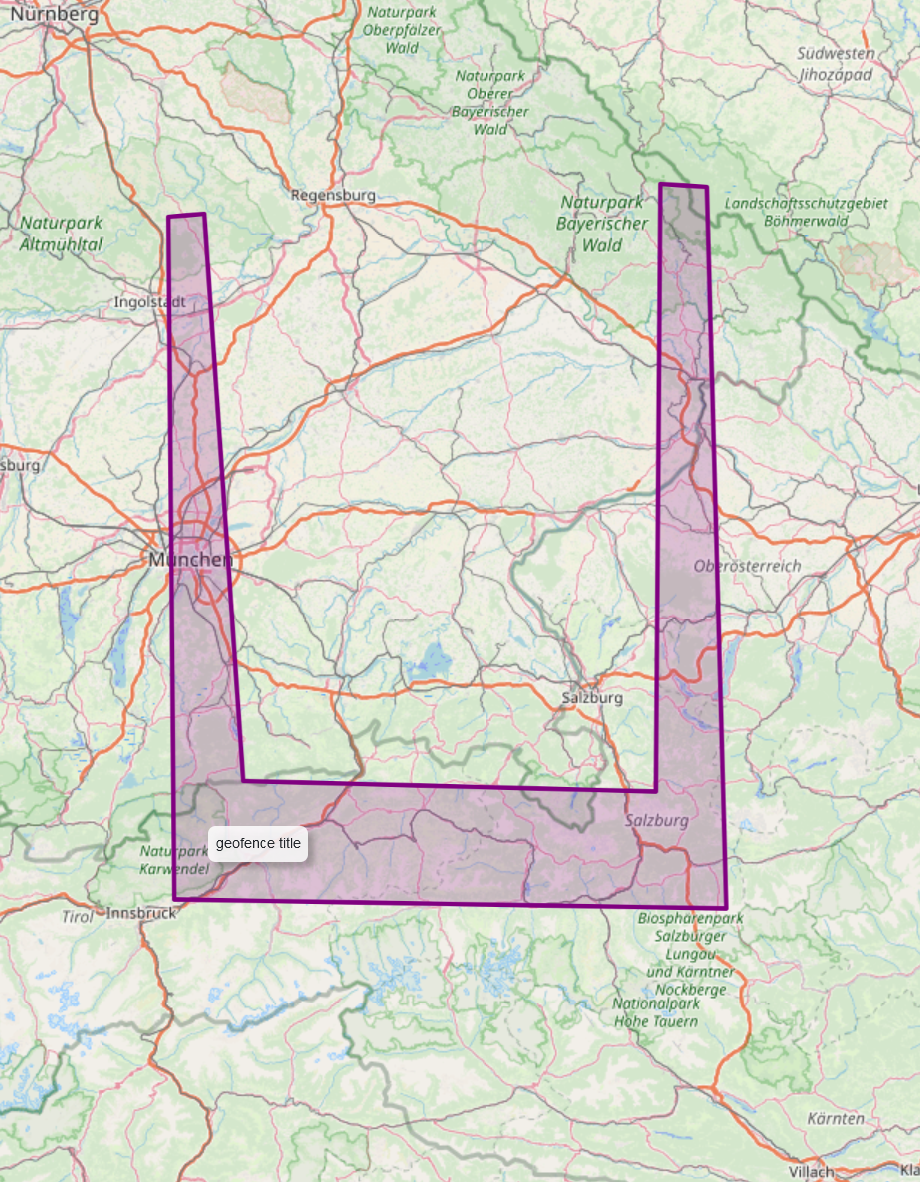 Nürnberg
Naturpark
Oberpfälzer
Wald
Südwesten
Jihozápad
Naturpark
Oberer
Bayerischer
Wald
Regensburg
Naturpark
Bayerischer
Wald
Landschaftsschutzgebiet
Böhmerwald
Naturpark
Altmühltal
Ingolstadt
sburg
München
Oberösterreich
Salzburg
Salzburg
geofence title
Naturpark
Karwendel
Tirol
Innsbruck
Biosphärenpark
Salzburger
Lungau
und Kärntner
Nockberge
Nationalpark
Hohe Tauern
Kärnten
Villach
Kla